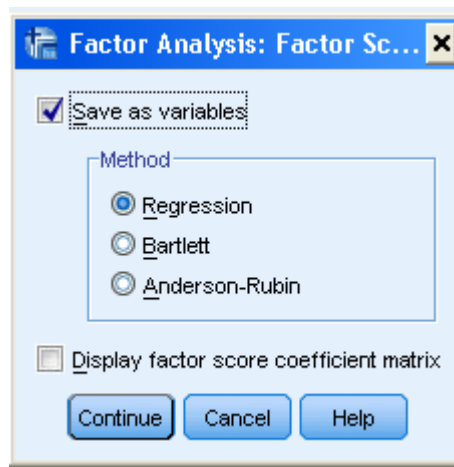 Factor Analysis: Factor Sc...
Save as variables
Method
Regression
Bartlett
Anderson-Rubin
Display factor score coefficient matrix
Continue Cancel Help